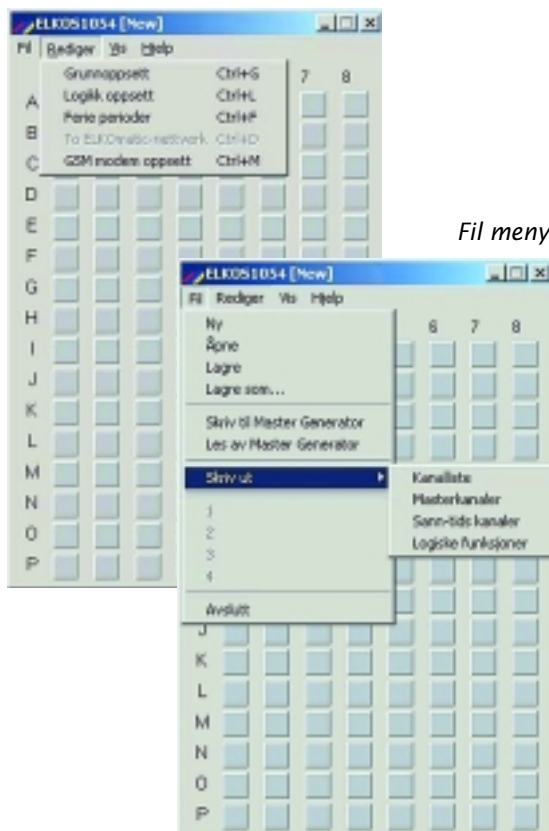 ELKOS1054 [New]
Fil Rediger Vis Hjelp
Grunnoppsett Ctrl+G
Logikk oppsett Ctrl+L
Ferie perioder Ctrl+F
To ELKOmatic-nettverk Ctrl+D
GSM modem oppsett Ctrl+M
7 8
A
B
C
D
E
F
G
H
I
J
K
L
M
N
O
P
Fil meny
ELKOS1054 [New]
Fil Rediger Vis Hjelp
Ny
Åpne
Lagre
Lagre som...
Skriv til Master Generator
Les av Master Generator
Skriv ut
1
2
3
4
Avslutt
Kanalliste
Masterkanaler
Sann-tids kanaler
Logiske funksjoner
6 7 8
J
K
L
M
N
O
P